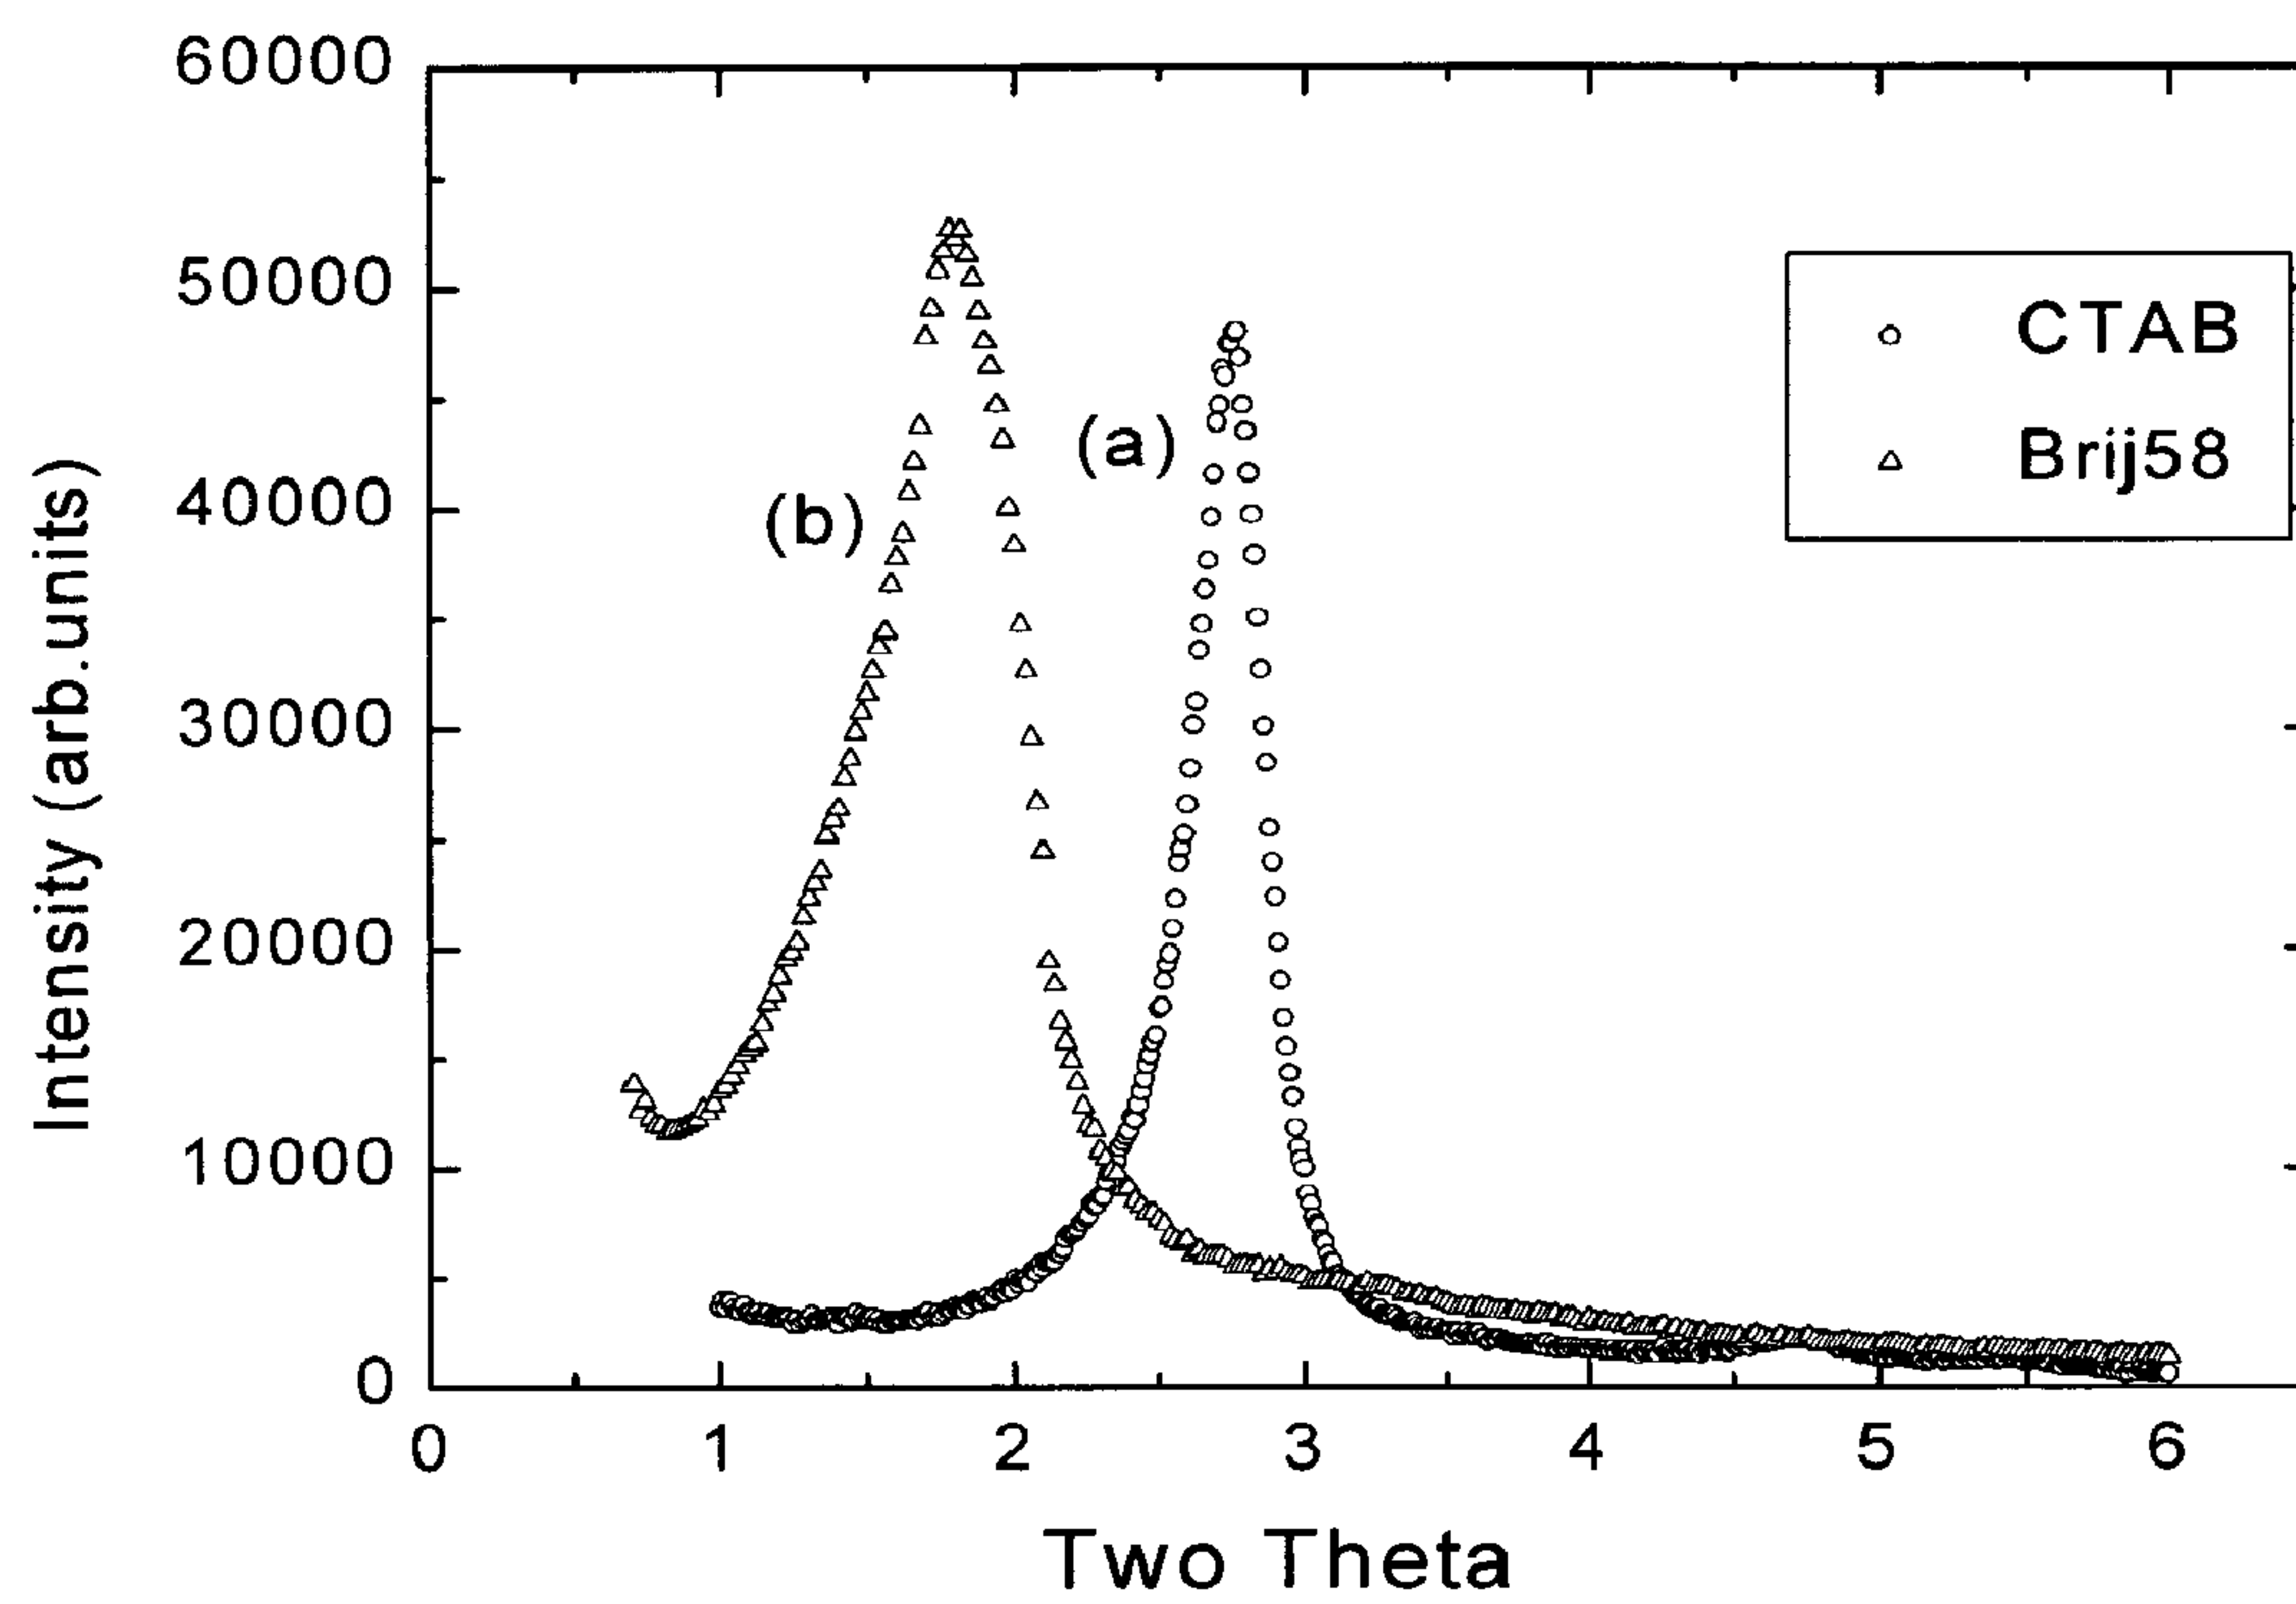 60000
50000
40000
30000
20000
10000
0
Intensity (arb.units)
(a)
(b)
CTAB
Brij58
0 1 2 3 4 5 6
Two Theta